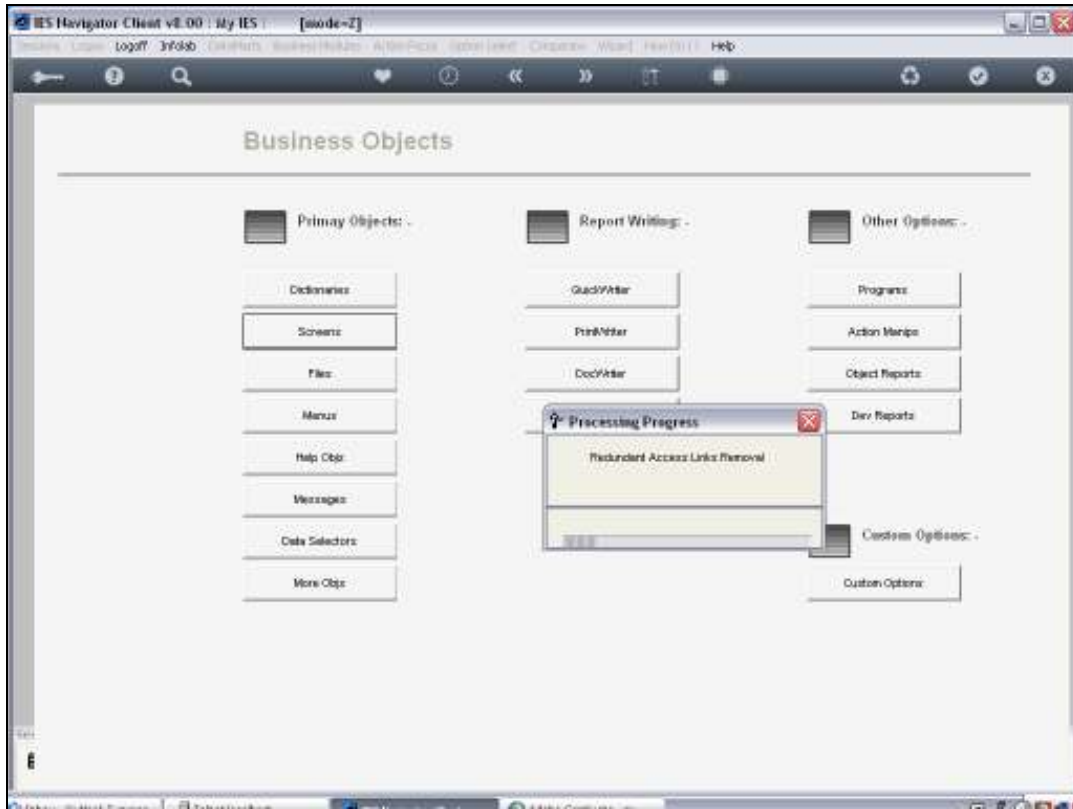 IES Navigator Client v8.00 : My IES : [mode=Z]
Logoff Infolab Help
Business Objects
Primay Objects: -
Report Writing: -
Other Options: -
Dictionaries
QuickWriter
Programs
Screens
PrintWriter
Action Manips
Files
DocWriter
Object Reports
Menus
Processing Progress
Dev Reports
Help Objs
Redundent Access Links Removal
Messages
Data Selectors
Custom Options: -
More Objs
Custom Options